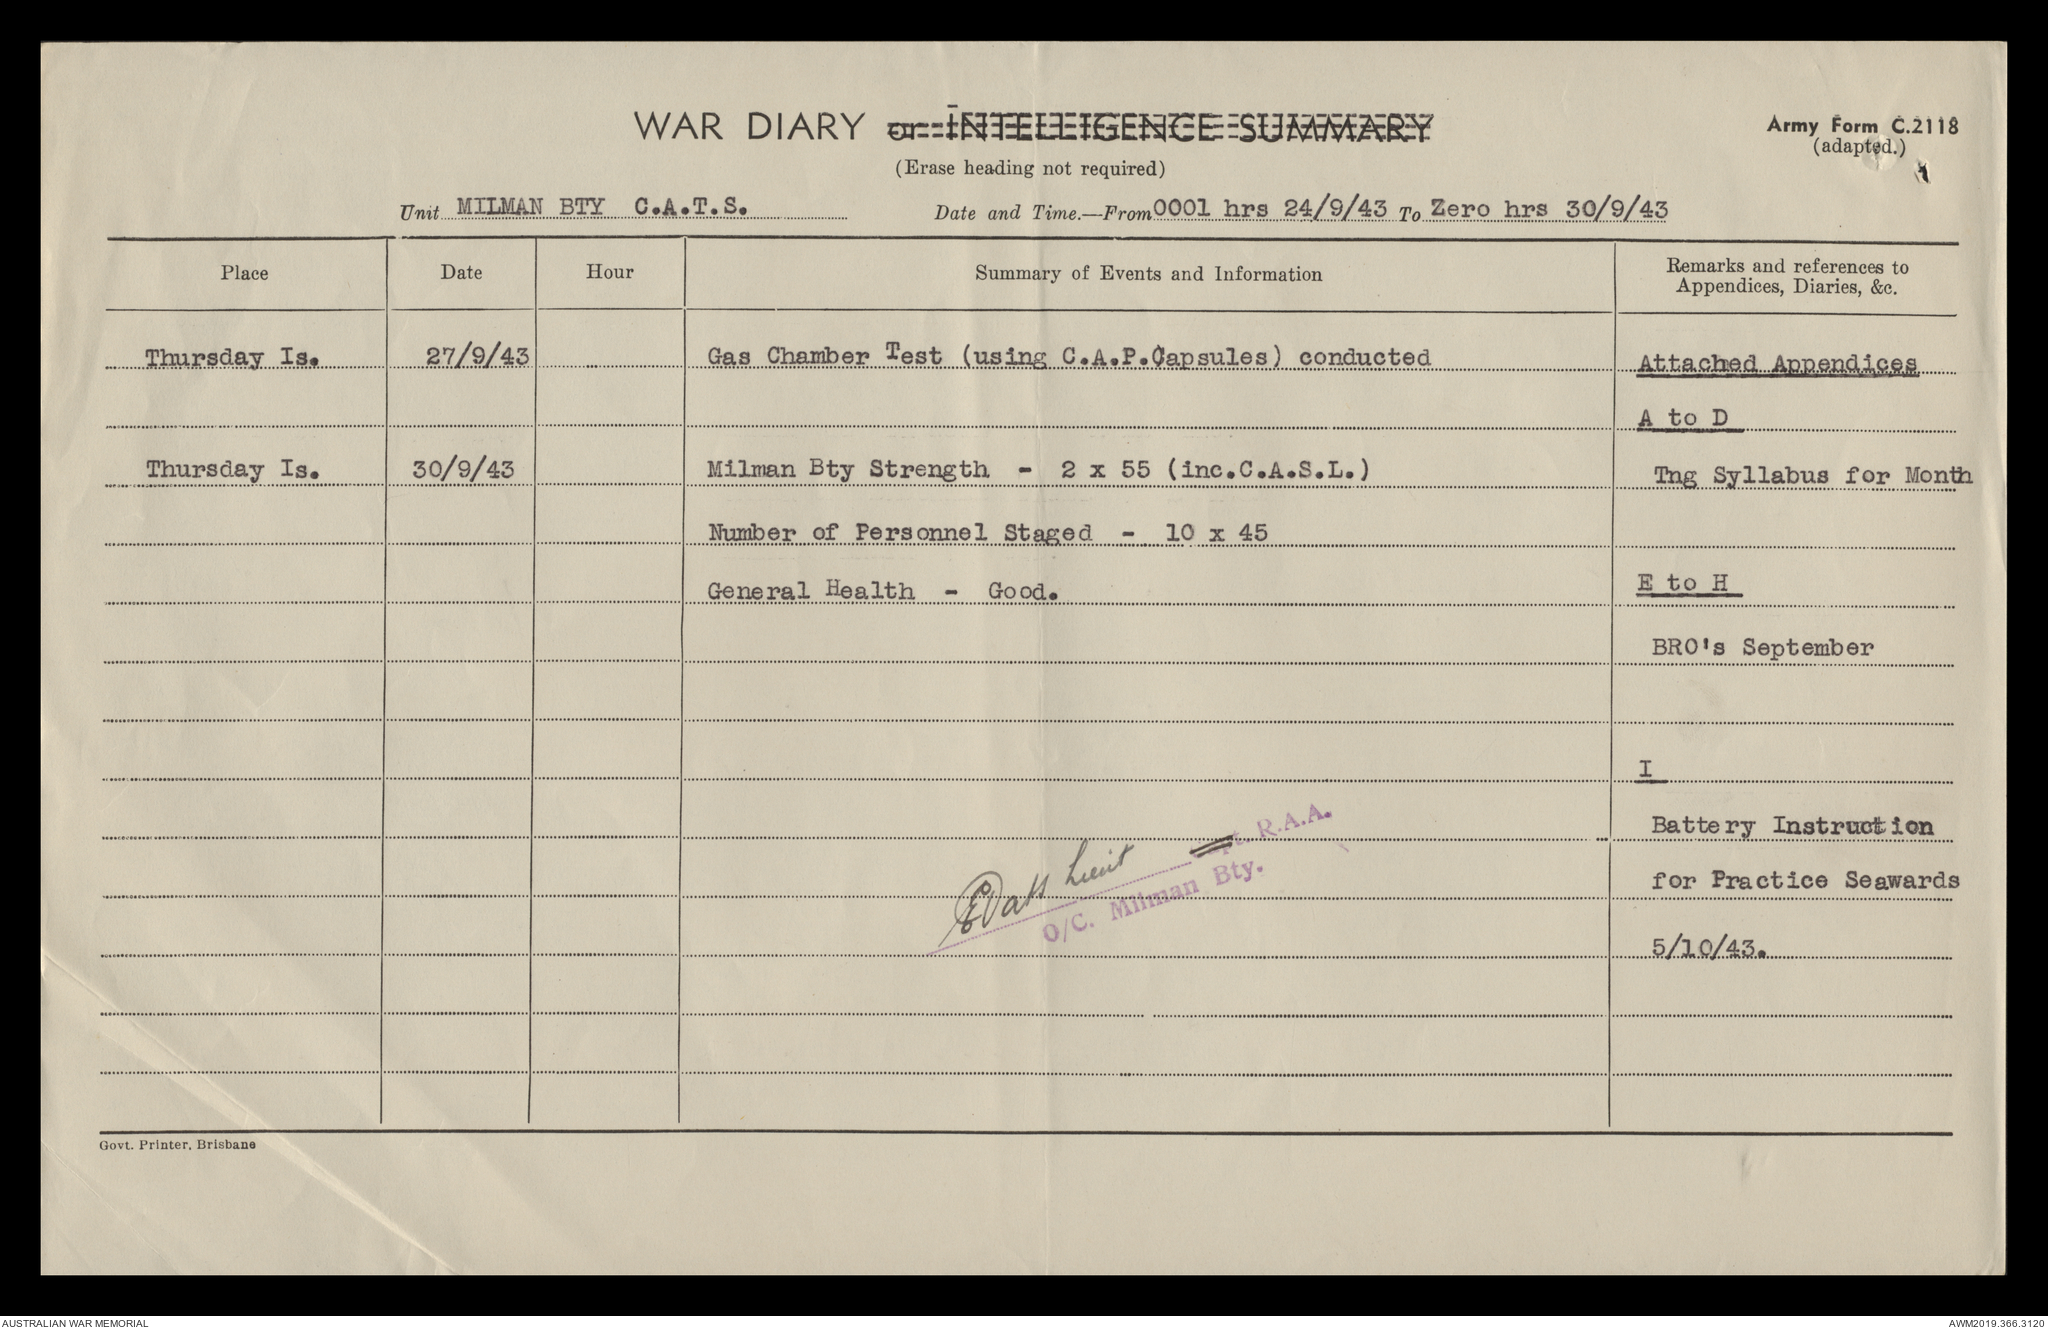 WAR DIARY or INTELLIGENCE SUMMARY
(Erase heading not required)
Army Form C.2118
(adapted.)
Unit MILMAN BTY C.A.T.S.
Date and Time.—From 0001 hrs 24/9/43 To Zero hrs 30/9/43
Place Date Hour Summary of Events and Information Remarks and references to
Appendices, Diaries, &c.
Thursday Is. 27/9/43 Gas Chamber Test (using C.A.P.Capsules) conducted Attached Appendices
A to D
Thursday Is. 30/9/43 Milman Bty Strength - 2 x 55 (inc.C.A.S.L.) Tng Syllabus for Month
Number of Personnel Staged - 10 x 45
General Health - Good. E to H
BRO's September
I
Battery Instruction
for Practice Seawards
5/10/43.
Lieut
R.A.A.
O/C. Milman Bty.
Govt. Printer, Brisbane
AUSTRALIAN WAR MEMORIAL
AWM2019.366.3120